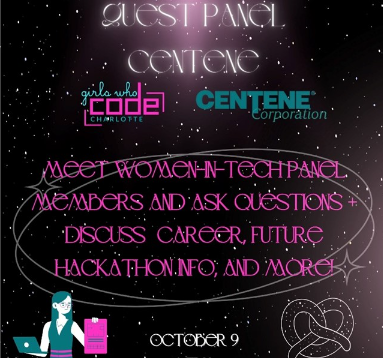 GUEST PANEL
CENTENE
girls who
code
CHARLOTTE
CENTENE®
Corporation
MEET WOMEN-IN-TECH PANEL
MEMBERS AND ASK QUESTIONS +
DISCUSS CAREER, FUTURE
HACKATHON INFO, AND MORE!
OCTOBER 9